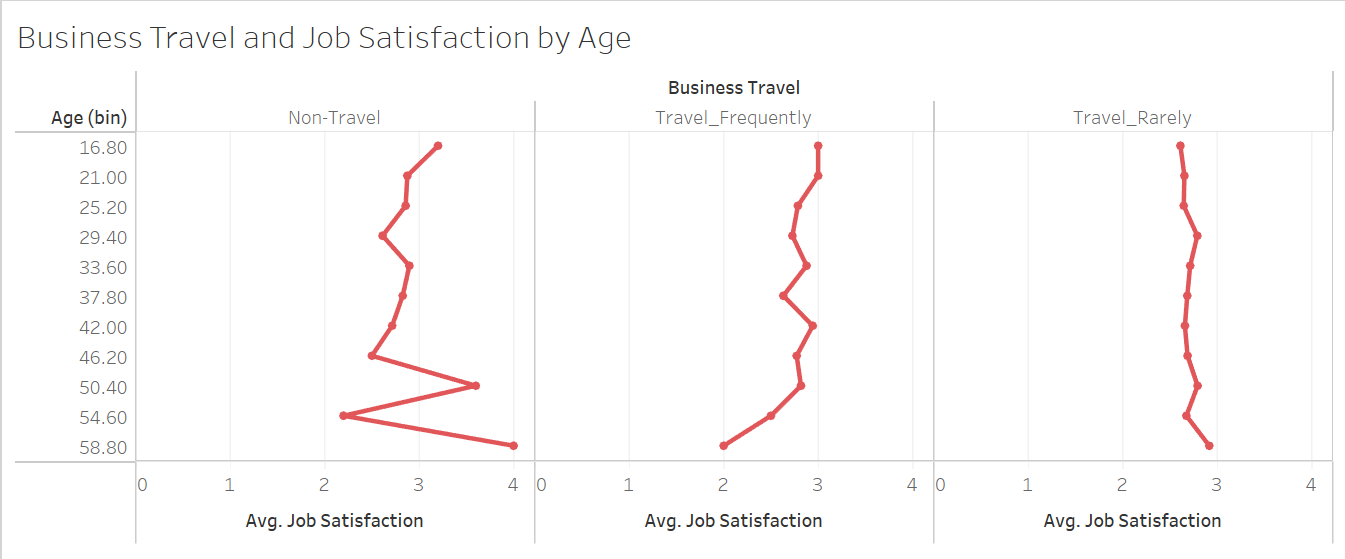 Business Travel and Job Satisfaction by Age
Business Travel
Age (bin) Non-Travel Travel_Frequently Travel_Rarely
16.80
21.00
25.20
29.40
33.60
37.80
42.00
46.20
50.40
54.60
58.80
0 1 2 3 4 0 1 2 3 4 0 1 2 3 4
Avg. Job Satisfaction Avg. Job Satisfaction Avg. Job Satisfaction